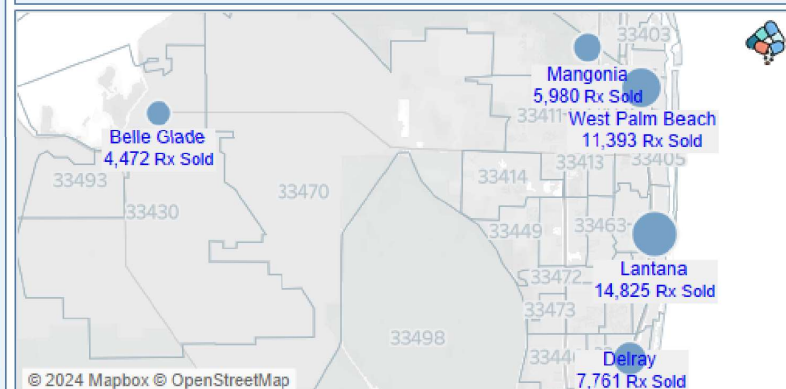 33403
Mangonia
5,980 Rx Sold
33411
West Palm Beach
11,393 Rx Sold
Belle Glade
4,472 Rx Sold
33413
33405
33493
33430
33470
33414
33449
33463
Lantana
14,825 Rx Sold
33472
33473
33498
Delray
7,761 Rx Sold
© 2024 Mapbox © OpenStreetMap